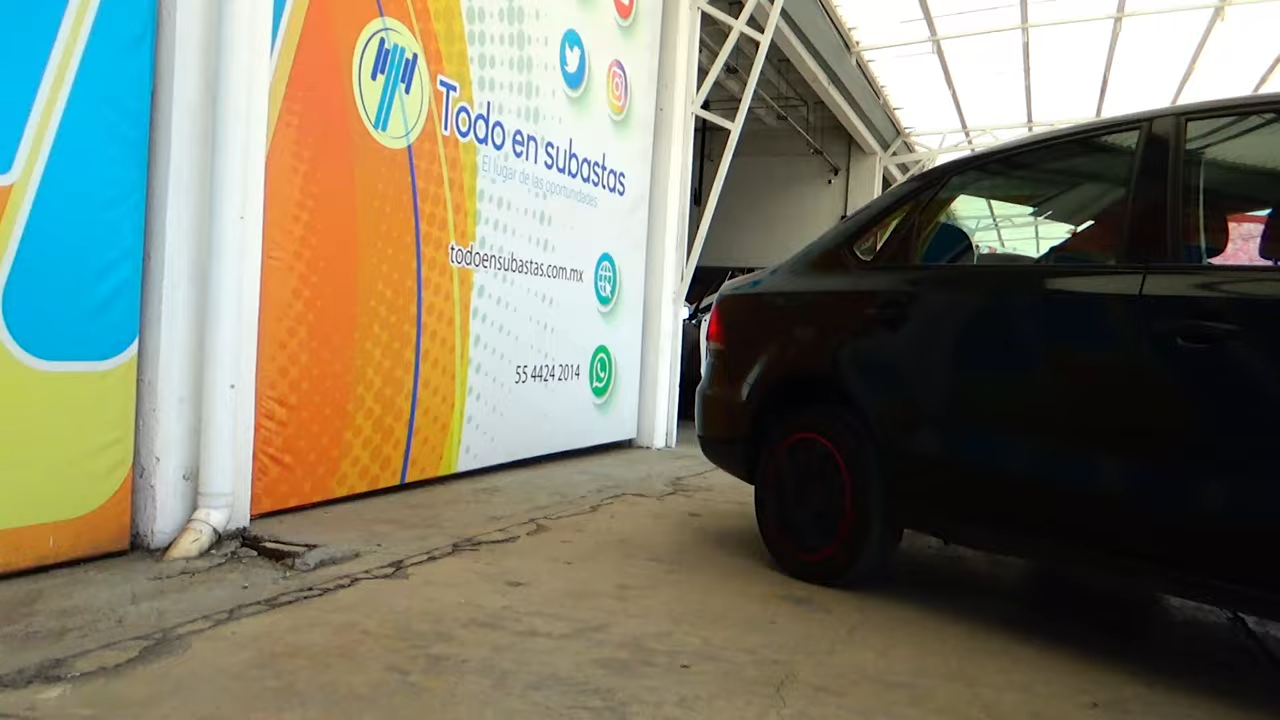 Todo en subastas
El lugar de las oportunidades
todoensubastas.com.mx
55 4424 2014